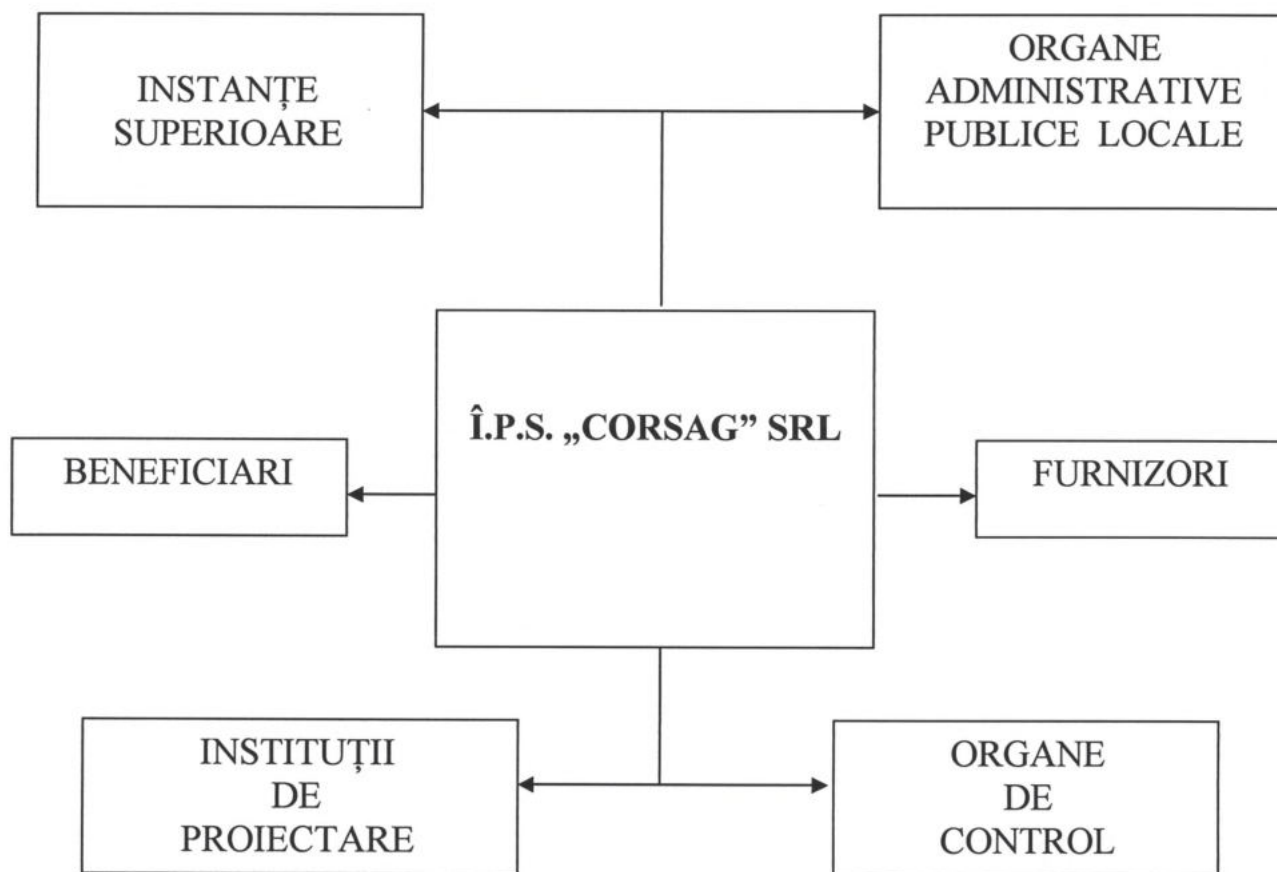 INSTANȚE
SUPERIOARE
ORGANE
ADMINISTRATIVE
PUBLICE LOCALE
Î.P.S. „CORSAG” SRL
BENEFICIARI
FURNIZORI
INSTITUȚII
DE
PROIECTARE
ORGANE
DE
CONTROL